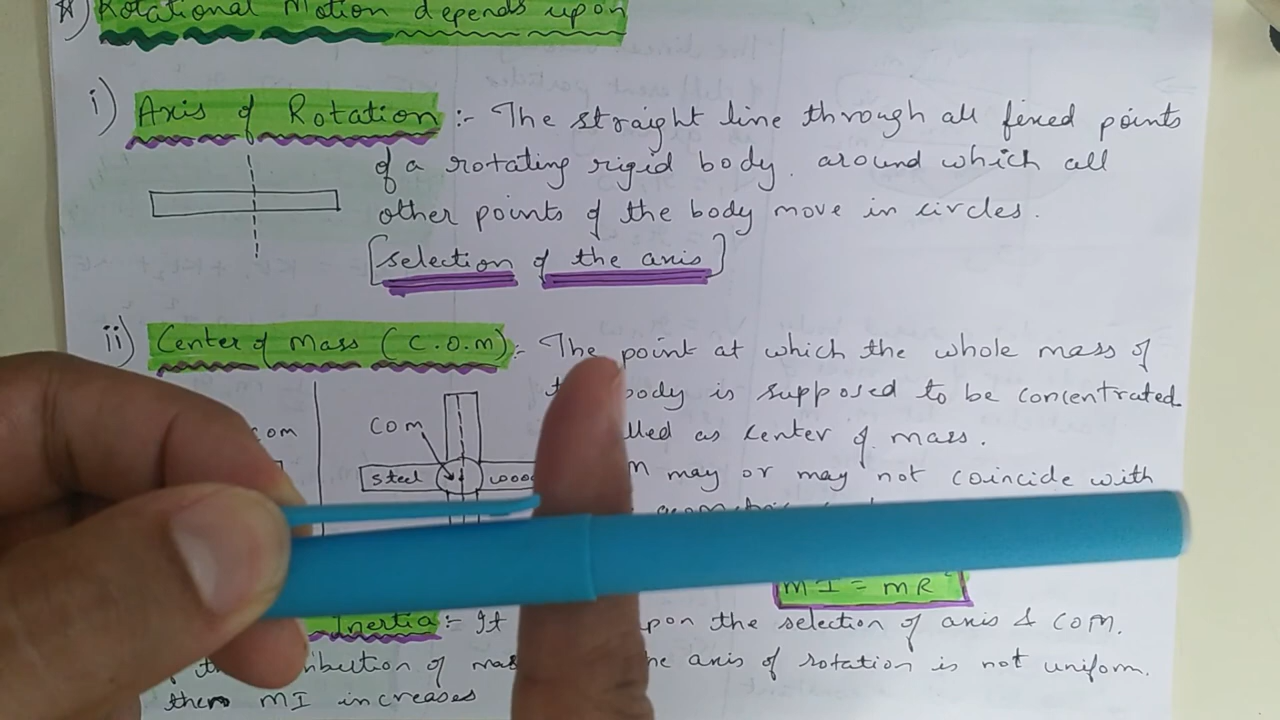 *) Rotational Motion depends upon
i) Axis of Rotation :- The straight line through all fixed points
of a rotating rigid body. around which all
other points of the body move in circles.
[selection of the axis]
ii) Center of Mass (C.O.M) :- The point at which the whole mass of
body is supposed to be concentrated
as center of mass.
com
COM
may or may not coincide with
steel
MI = MR²
Inertia :- It upon the selection of axis & COM.
of axis of rotation is not uniform.
then MI increases